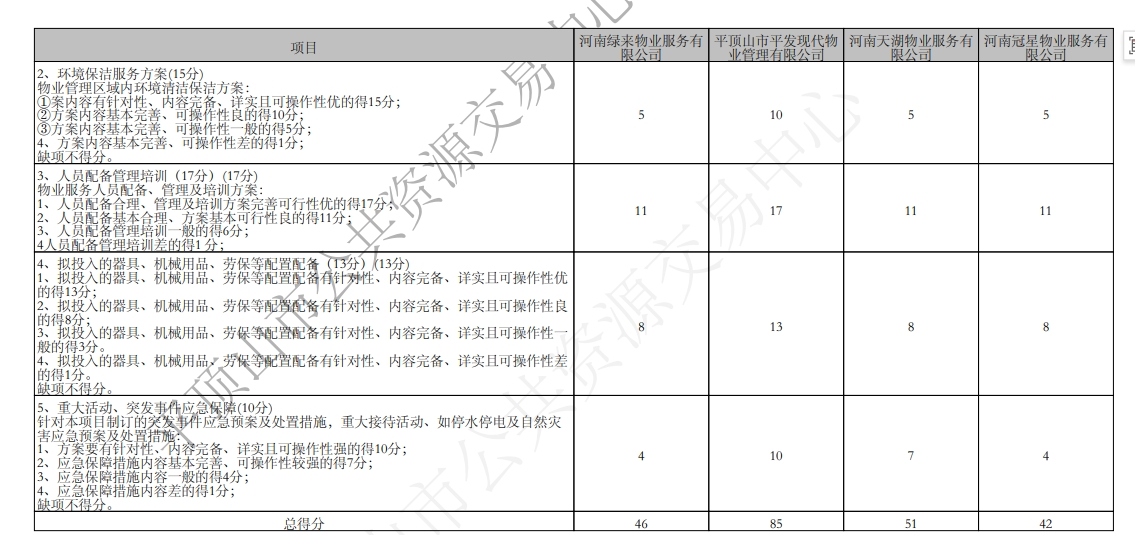 项目
河南绿来物业服务有
限公司
平顶山市平发现代物
业管理有限公司
河南天湖物业服务有
限公司
河南冠星物业服务有
限公司
2、环境保洁服务方案(15分)
物业管理区域内环境清洁保洁方案：
①案内容有针对性、内容完备、详实且可操作性优的得15分；
②方案内容基本完善、可操作性良的得10分；
③方案内容基本完善、可操作性一般的得5分；
4、方案内容基本完善、可操作性差的得1分；
缺项不得分。
5
10
5
5
3、人员配备管理培训（17分）(17分)
物业服务人员配备、管理及培训方案：
1、人员配备合理、管理及培训方案完善可行性优的得17分；
2、人员配备基本合理、方案基本可行性良的得11分；
3、人员配备管理培训一般的得6分；
4人员配备管理培训差的得1 分；
11
17
11
11
4、拟投入的器具、机械用品、劳保等配置配备（13分）(13分)
1、拟投入的器具、机械用品、劳保等配置配备有针对性、内容完备、详实且可操作性优
的得13分；
2、拟投入的器具、机械用品、劳保等配置配备有针对性、内容完备、详实且可操作性良
的得8分；
3、拟投入的器具、机械用品、劳保等配置配备有针对性、内容完备、详实且可操作性一
般的得3分。
4、拟投入的器具、机械用品、劳保等配置配备有针对性、内容完备、详实且可操作性差
的得1分。
缺项不得分。
8
13
8
8
5、重大活动、突发事件应急保障(10分)
针对本项目制订的突发事件应急预案及处置措施，重大接待活动、如停水停电及自然灾
害应急预案及处置措施：
1、方案要有针对性、内容完备、详实且可操作性强的得10分；
2、应急保障措施内容基本完善、可操作性较强的得7分；
3、应急保障措施内容一般的得4分；
4、应急保障措施内容差的得1分；
缺项不得分。
4
10
7
4
总得分
46
85
51
42
平顶山市公共资源交易中心
山市公共资源交易中心